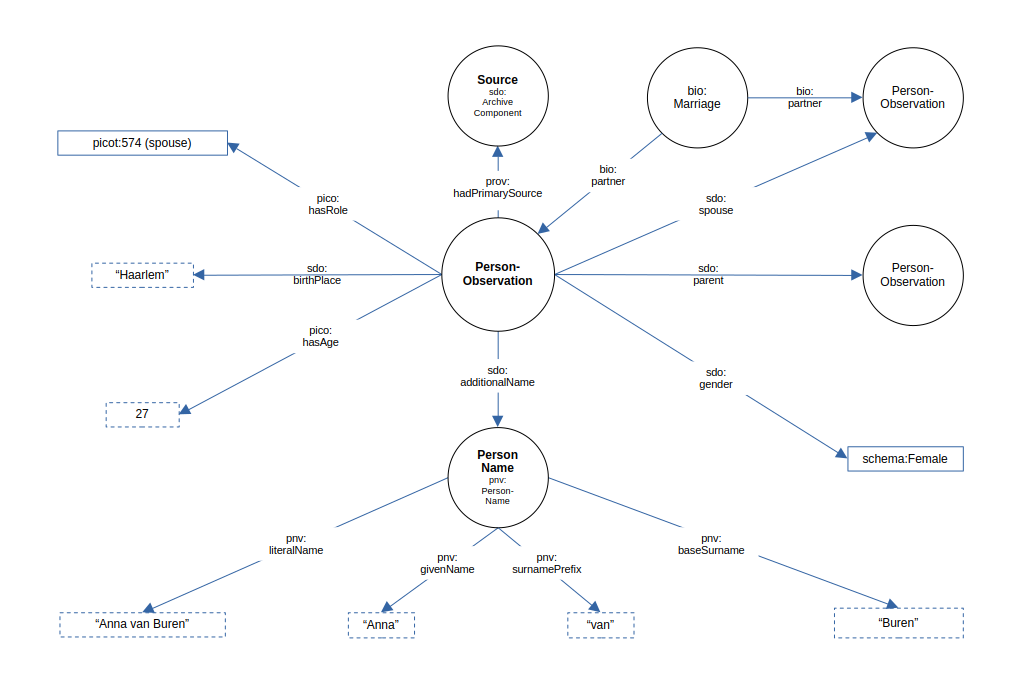 Source
sdo:
Archive
Component
bio:
Marriage
bio:
partner
Person-
Observation
picot:574 (spouse)
bio:
partner
prov:
hadPrimarySource
pico:
hasRole
sdo:
spouse
“Haarlem”
sdo:
birthPlace
Person-
Observation
sdo:
parent
Person-
Observation
pico:
hasAge
sdo:
additionalName
sdo:
gender
27
Person
Name
pnv:
Person-
Name
schema:Female
pnv:
literalName
pnv:
givenName
pnv:
surnamePrefix
pnv:
baseSurname
“Anna van Buren”
“Anna”
“van”
“Buren”